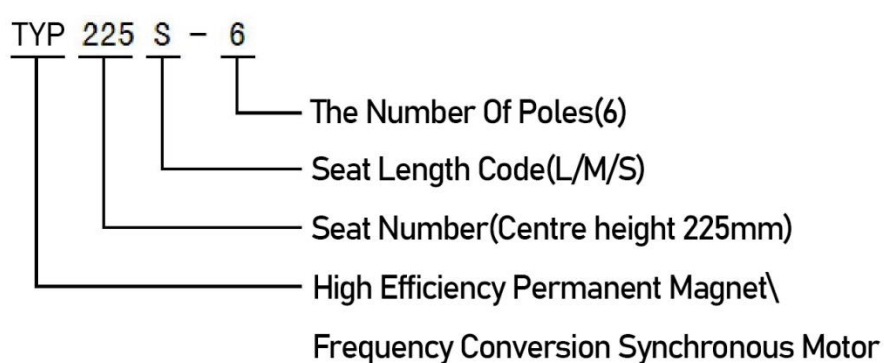 TYP 225 S - 6
The Number Of Poles(6)
Seat Length Code(L/M/S)
Seat Number(Centre height 225mm)
High Efficiency Permanent Magnet\
Frequency Conversion Synchronous Motor